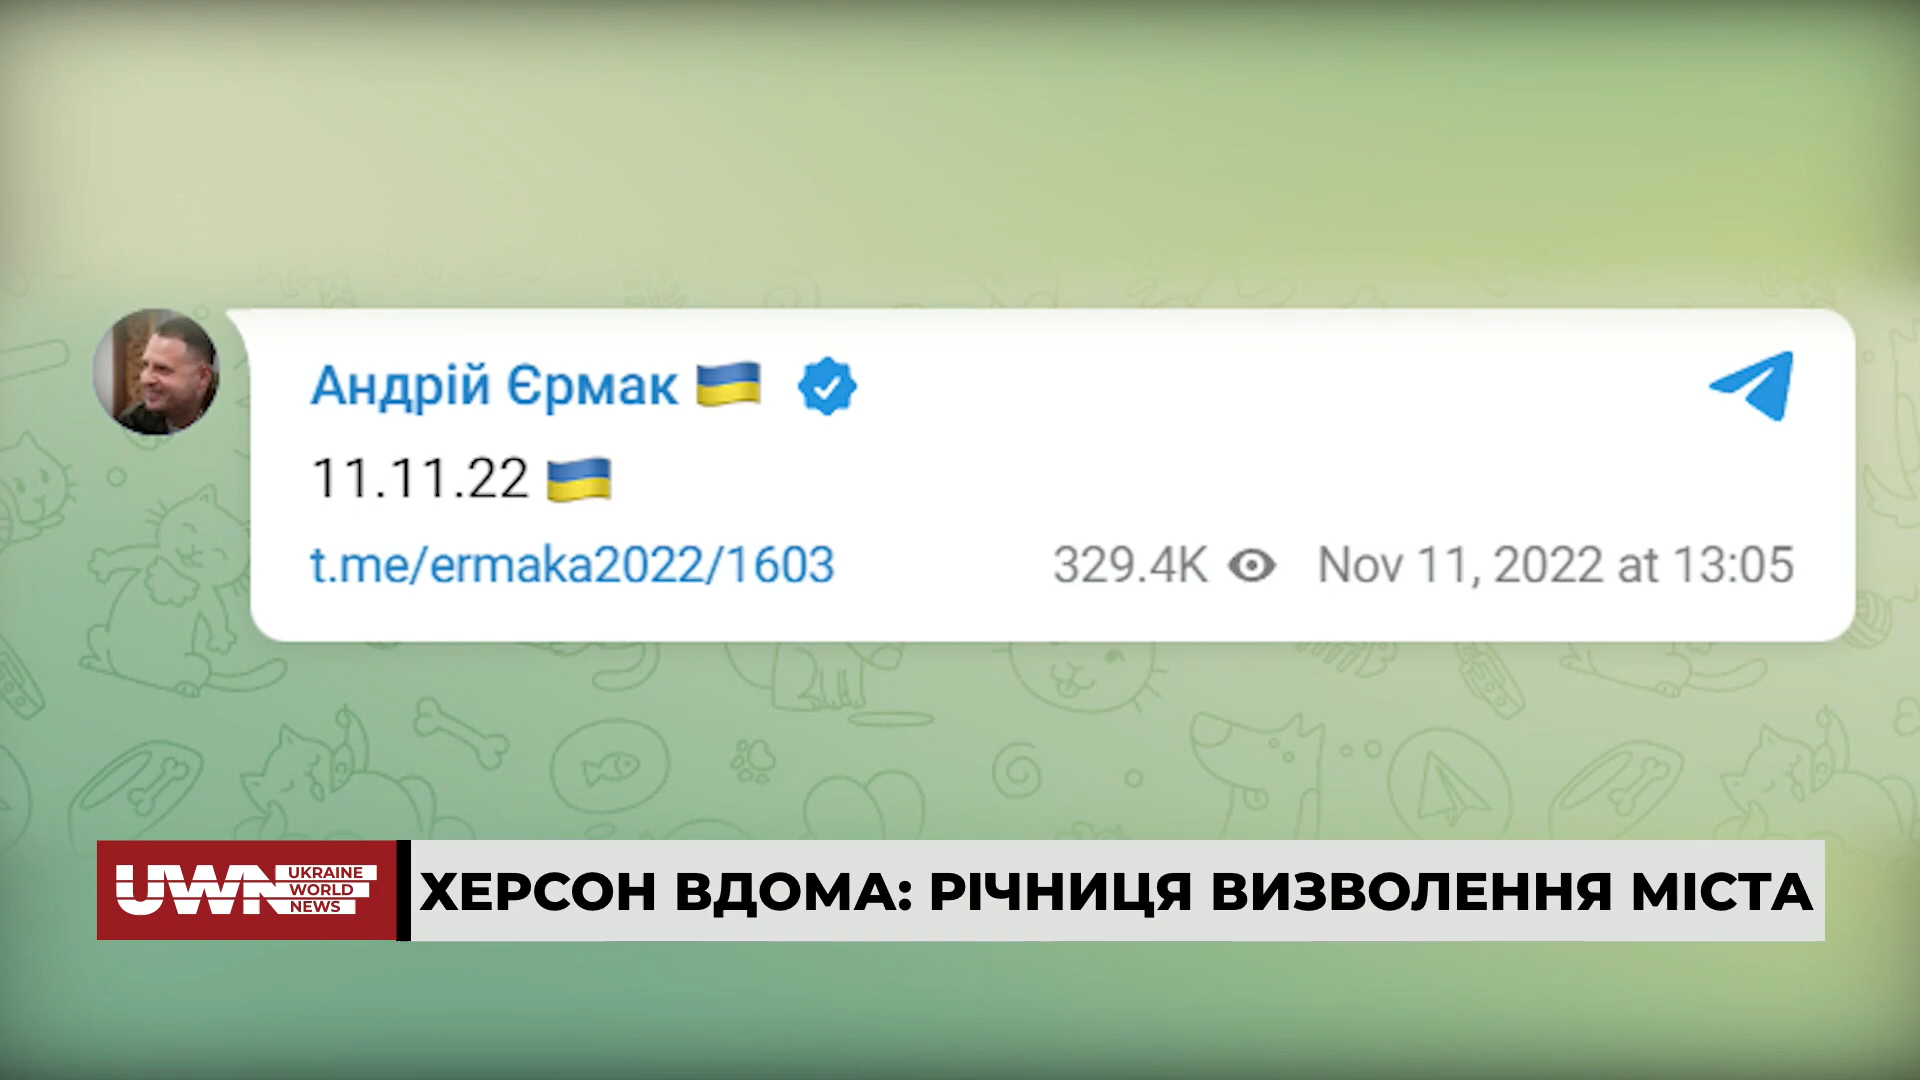 Андрій Єрмак 🇺🇦
11.11.22 🇺🇦
t.me/ermaka2022/1603 329.4K Nov 11, 2022 at 13:05
UWN UKRAINE WORLD NEWS
ХЕРСОН ВДОМА: РІЧНИЦЯ ВИЗВОЛЕННЯ МІСТА